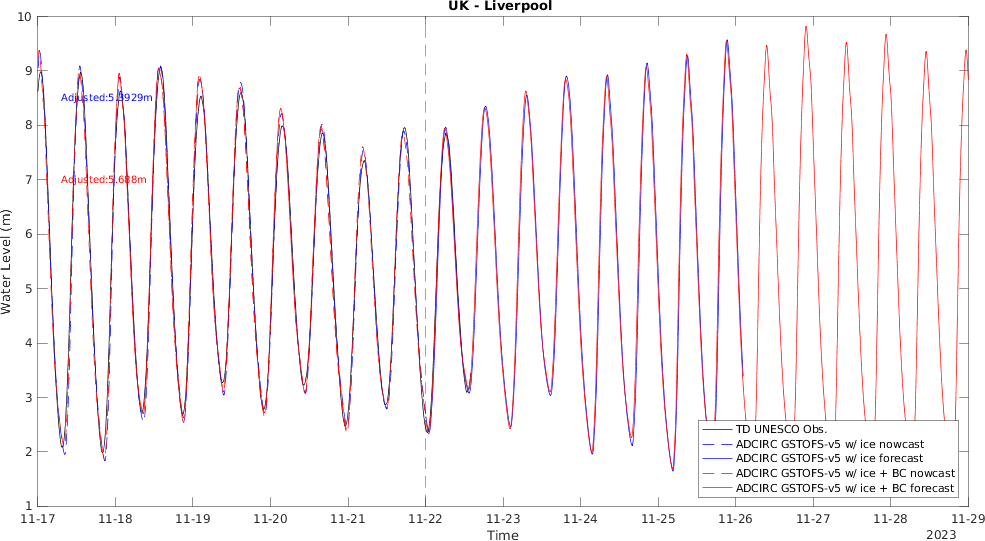 UK - Liverpool
10
9
8
7
6
5
4
3
2
1
Water Level (m)
Adjusted:5.3929m
Adjusted:5.688m
TD UNESCO Obs.
ADCIRC GSTOFS-v5 w/ ice nowcast
ADCIRC GSTOFS-v5 w/ ice forecast
ADCIRC GSTOFS-v5 w/ ice + BC nowcast
ADCIRC GSTOFS-v5 w/ ice + BC forecast
11-17 11-18 11-19 11-20 11-21 11-22 11-23 11-24 11-25 11-26 11-27 11-28 11-29
Time
2023